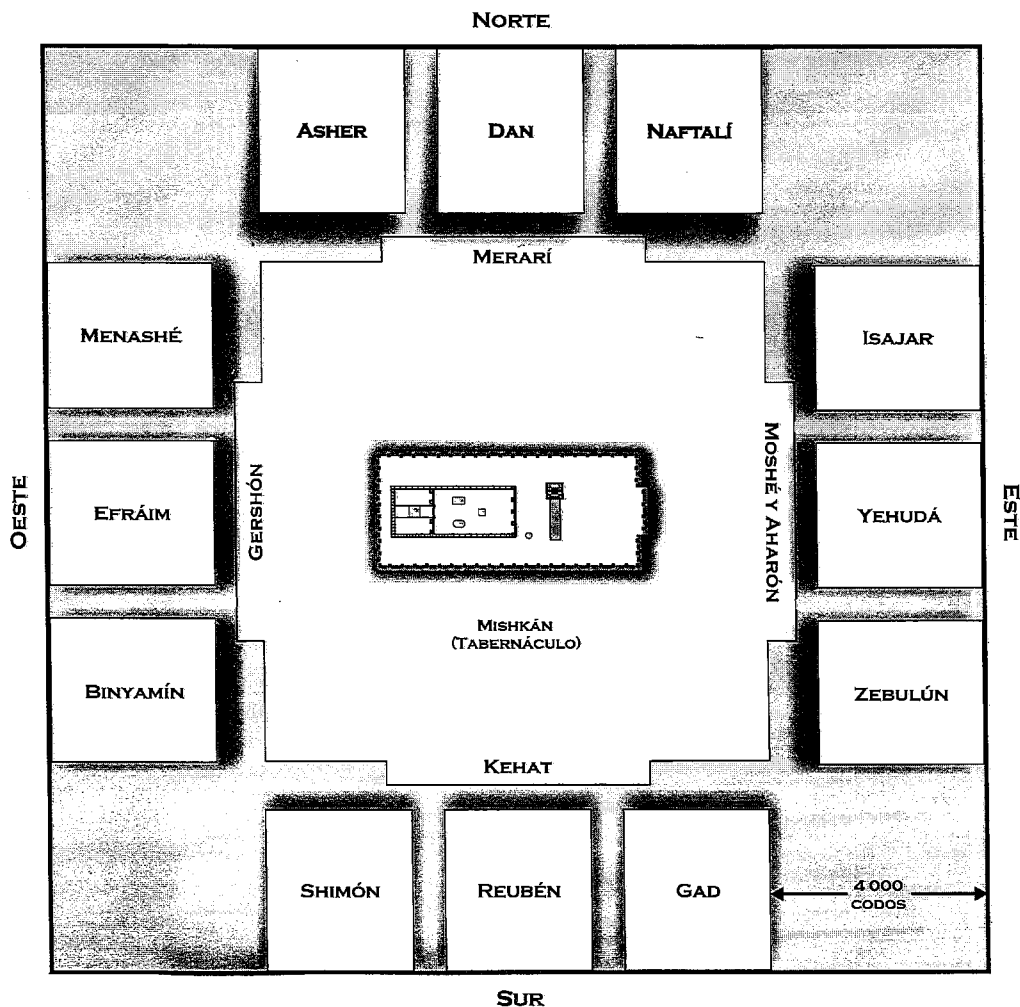 NORTE
ASHER
DAN
NAFTALÍ
MERARÍ
MENASHÉ
ISAJAR
OESTE
EFRÁIM
GERSHÓN
MOSHÉ Y AHARÓN
YEHUDÁ
ESTE
MISHKÁN
(TABERNÁCULO)
BINYAMÍN
ZEBULÚN
KEHAT
SHIMÓN
REUBÉN
GAD
4 000
CODOS
SUR